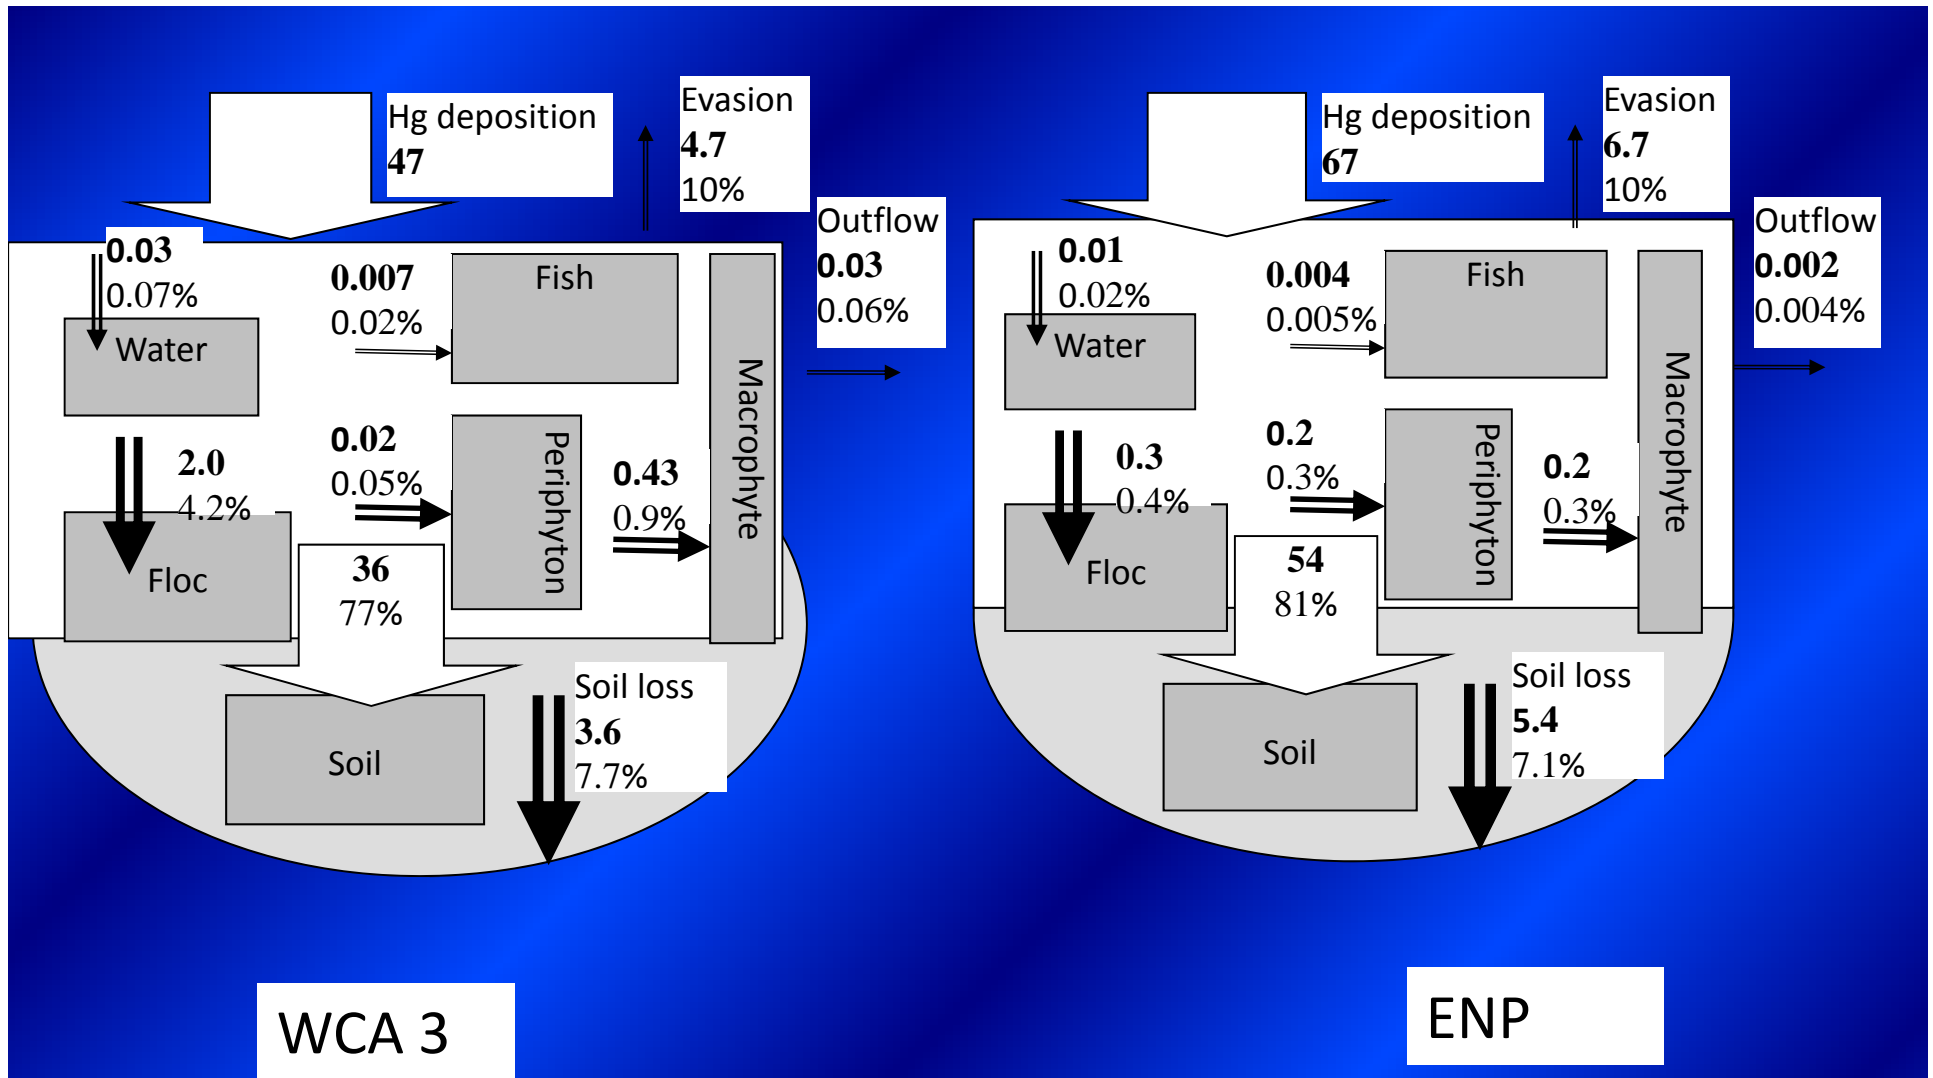 Hg deposition
47
Evasion
4.7
10%
Outflow
0.03
0.06%
0.03
0.07%
Water
0.007
0.02%
Fish
Macrophyte
2.0
4.2%
Floc
0.02
0.05%
Periphyton
0.43
0.9%
36
77%
Soil
Soil loss
3.6
7.7%
WCA 3
Hg deposition
67
Evasion
6.7
10%
Outflow
0.002
0.004%
0.01
0.02%
Water
0.004
0.005%
Fish
Macrophyte
0.3
0.4%
Floc
0.2
0.3%
Periphyton
0.2
0.3%
54
81%
Soil
Soil loss
5.4
7.1%
ENP